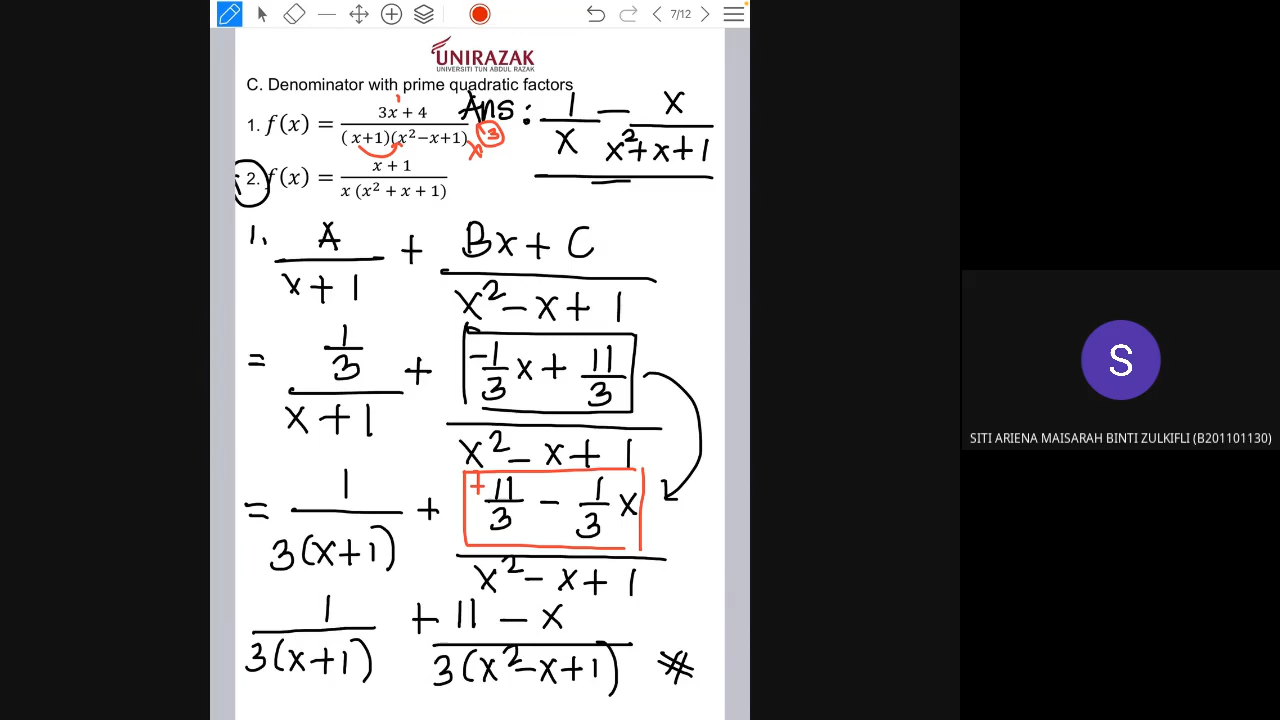 7/12
UNIRAZAK
UNIVERSITI TUN ABDUL RAZAK
C. Denominator with prime quadratic factors
1. f(x) = (3x + 4)/((x+1)(x²−x+1)) x³
Ans: 1/x − x/(x²+x+1)
2. f(x) = (x + 1)/(x (x² + x + 1))
1. A/(x+1) + (Bx + C)/(x² − x + 1)
= (1/3)/(x+1) + (−1/3 x + 11/3)/(x² − x + 1)
= 1/(3(x+1)) + (+11/3 − 1/3 x)/(x² − x + 1)
1/(3(x+1)) + (11 − x)/(3(x²−x+1))
S
SITI ARIENA MAISARAH BINTI ZULKIFLI (B201101130)